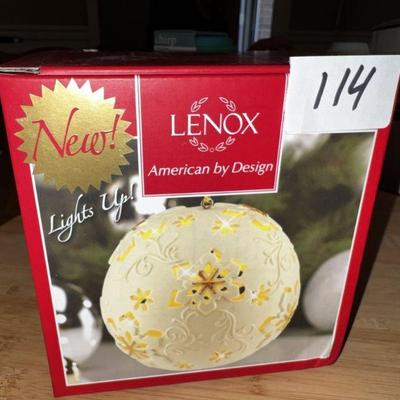 114
New!
LENOX
American by Design
Lights Up!